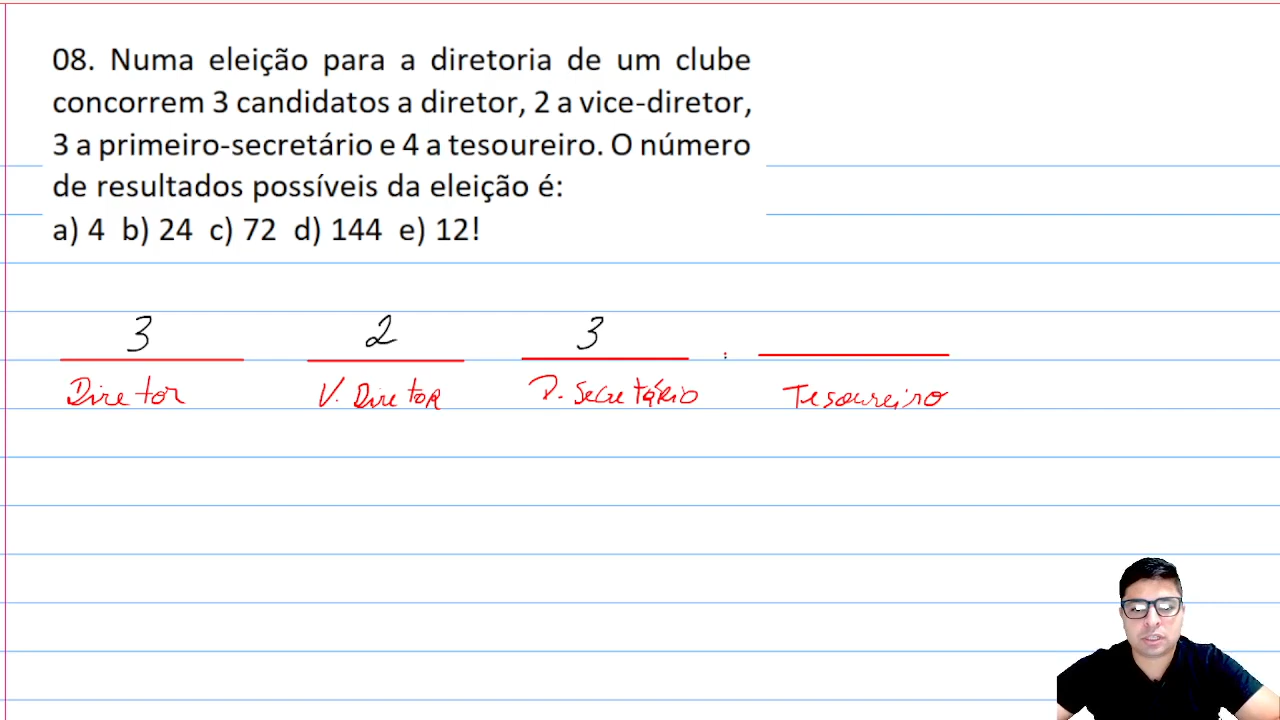 08. Numa eleição para a diretoria de um clube
concorrem 3 candidatos a diretor, 2 a vice-diretor,
3 a primeiro-secretário e 4 a tesoureiro. O número
de resultados possíveis da eleição é:
a) 4 b) 24 c) 72 d) 144 e) 12!
3 2 3
Diretor V. Diretor P. Secretário Tesoureiro